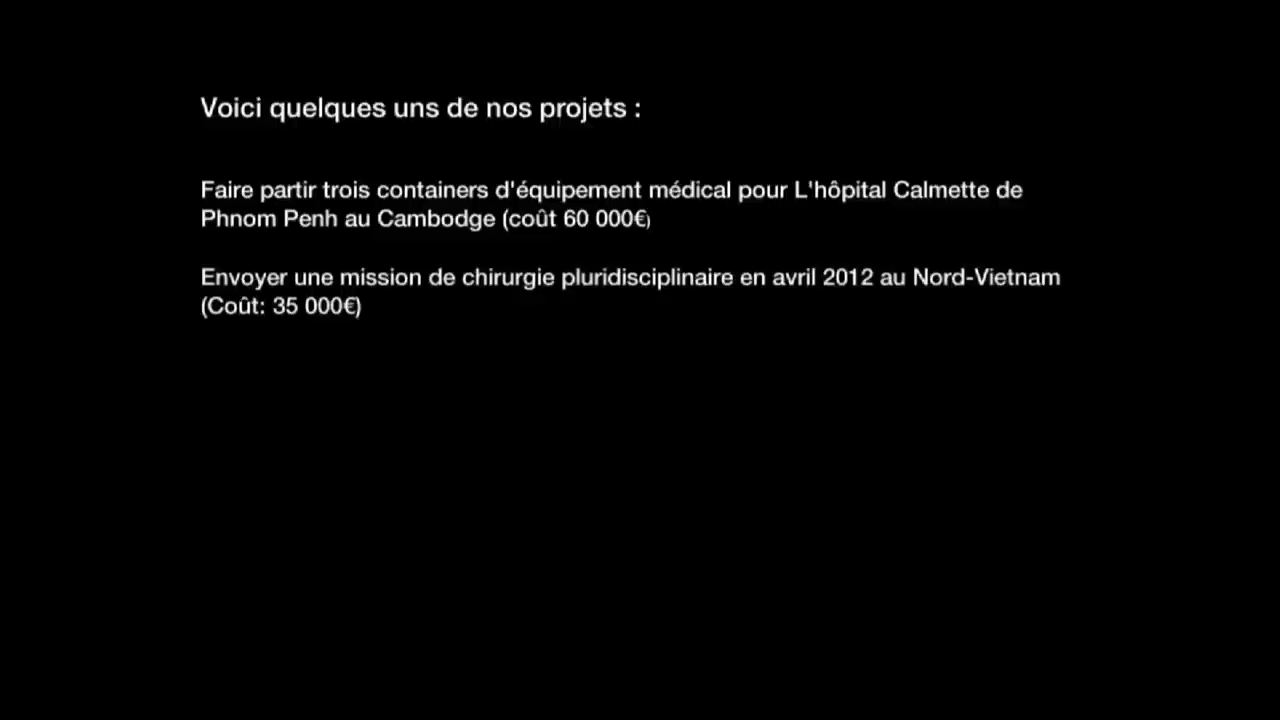 Voici quelques uns de nos projets :
Faire partir trois containers d'équipement médical pour L'hôpital Calmette de
Phnom Penh au Cambodge (coût 60 000€)
Envoyer une mission de chirurgie pluridisciplinaire en avril 2012 au Nord-Vietnam
(Coût: 35 000€)